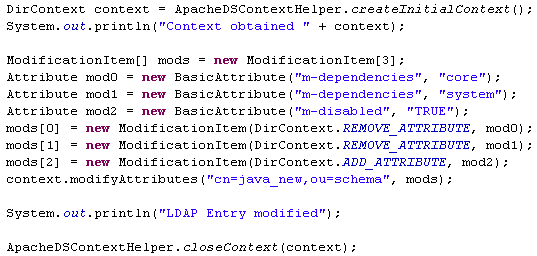 DirContext context = ApacheDSContextHelper.createInitialContext();
System.out.println("Context obtained " + context);
ModificationItem[] mods = new ModificationItem[3];
Attribute mod0 = new BasicAttribute("m-dependencies", "core");
Attribute mod1 = new BasicAttribute("m-dependencies", "system");
Attribute mod2 = new BasicAttribute("m-disabled", "TRUE");
mods[0] = new ModificationItem(DirContext.REMOVE_ATTRIBUTE, mod0);
mods[1] = new ModificationItem(DirContext.REMOVE_ATTRIBUTE, mod1);
mods[2] = new ModificationItem(DirContext.ADD_ATTRIBUTE, mod2);
context.modifyAttributes("cn=java_new,ou=schema", mods);
System.out.println("LDAP Entry modified");
ApacheDSContextHelper.closeContext(context);